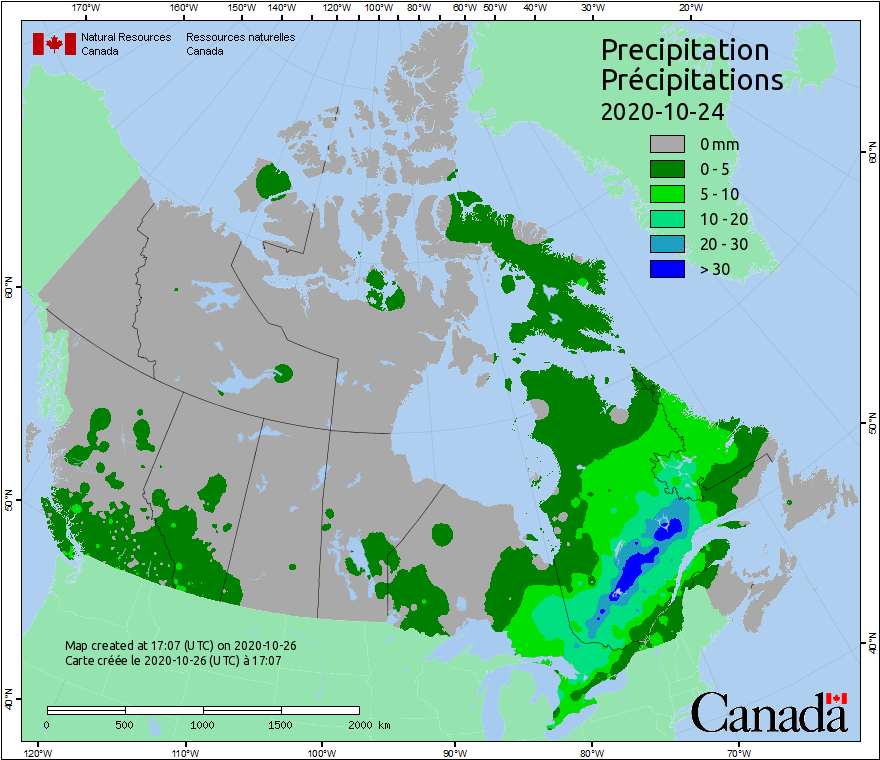 170°W 160°W 150°W 140°W 130°W 120°W 110°W 100°W 90°W 80°W 60°W 50°W 40°W 30°W 20°W
Natural Resources Ressources naturelles
Canada Canada
Precipitation
Précipitations
2020-10-24
0 mm
0 - 5
5 - 10
10 - 20
20 - 30
> 30
60°N
60°N
50°N
50°N
40°N
40°N
Map created at 17:07 (UTC) on 2020-10-26
Carte créée le 2020-10-26 (UTC) à 17:07
0 500 1000 1500 2000 km
Canada
120°W 110°W 100°W 90°W 80°W 70°W